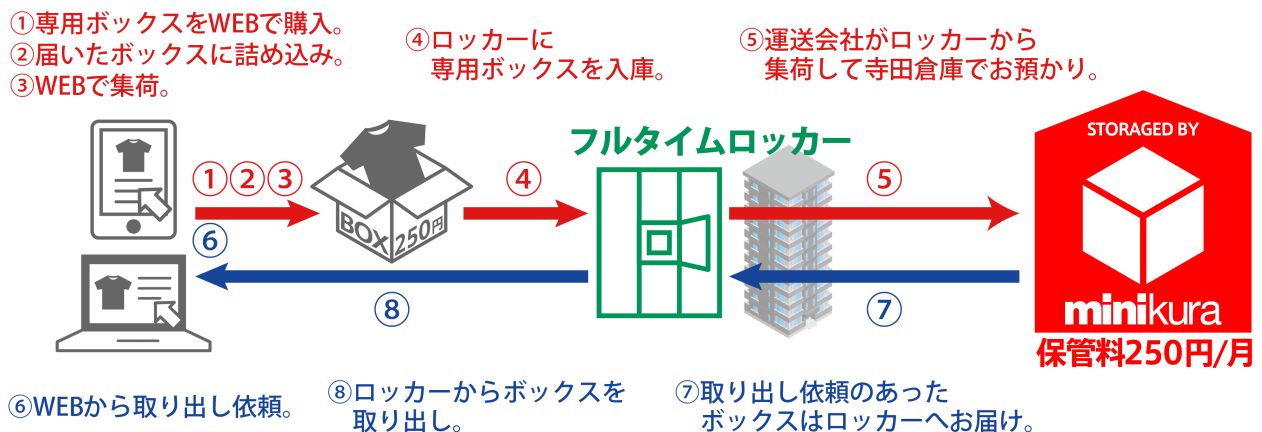 ①専用ボックスをWEBで購入。
②届いたボックスに詰め込み。
③WEBで集荷。
④ロッカーに
専用ボックスを入庫。
⑤運送会社がロッカーから
集荷して寺田倉庫でお預かり。
フルタイムロッカー
STORAGED BY
①②③
④
⑤
BOX 250円
⑥
⑧
⑦
minikura
保管料250円/月
⑥WEBから取り出し依頼。
⑧ロッカーからボックスを
取り出し。
⑦取り出し依頼のあった
ボックスはロッカーへお届け。